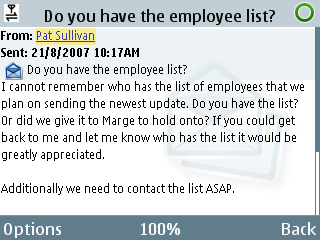 Do you have the employee list?
From: Pat Sullivan
Sent: 21/8/2007 10:17AM
Do you have the employee list?
I cannot remember who has the list of employees that we
plan on sending the newest update. Do you have the list?
Or did we give it to Marge to hold onto? If you could get
back to me and let me know who has the list it would be
greatly appreciated.
Additionally we need to contact the list ASAP.
Options 100% Back